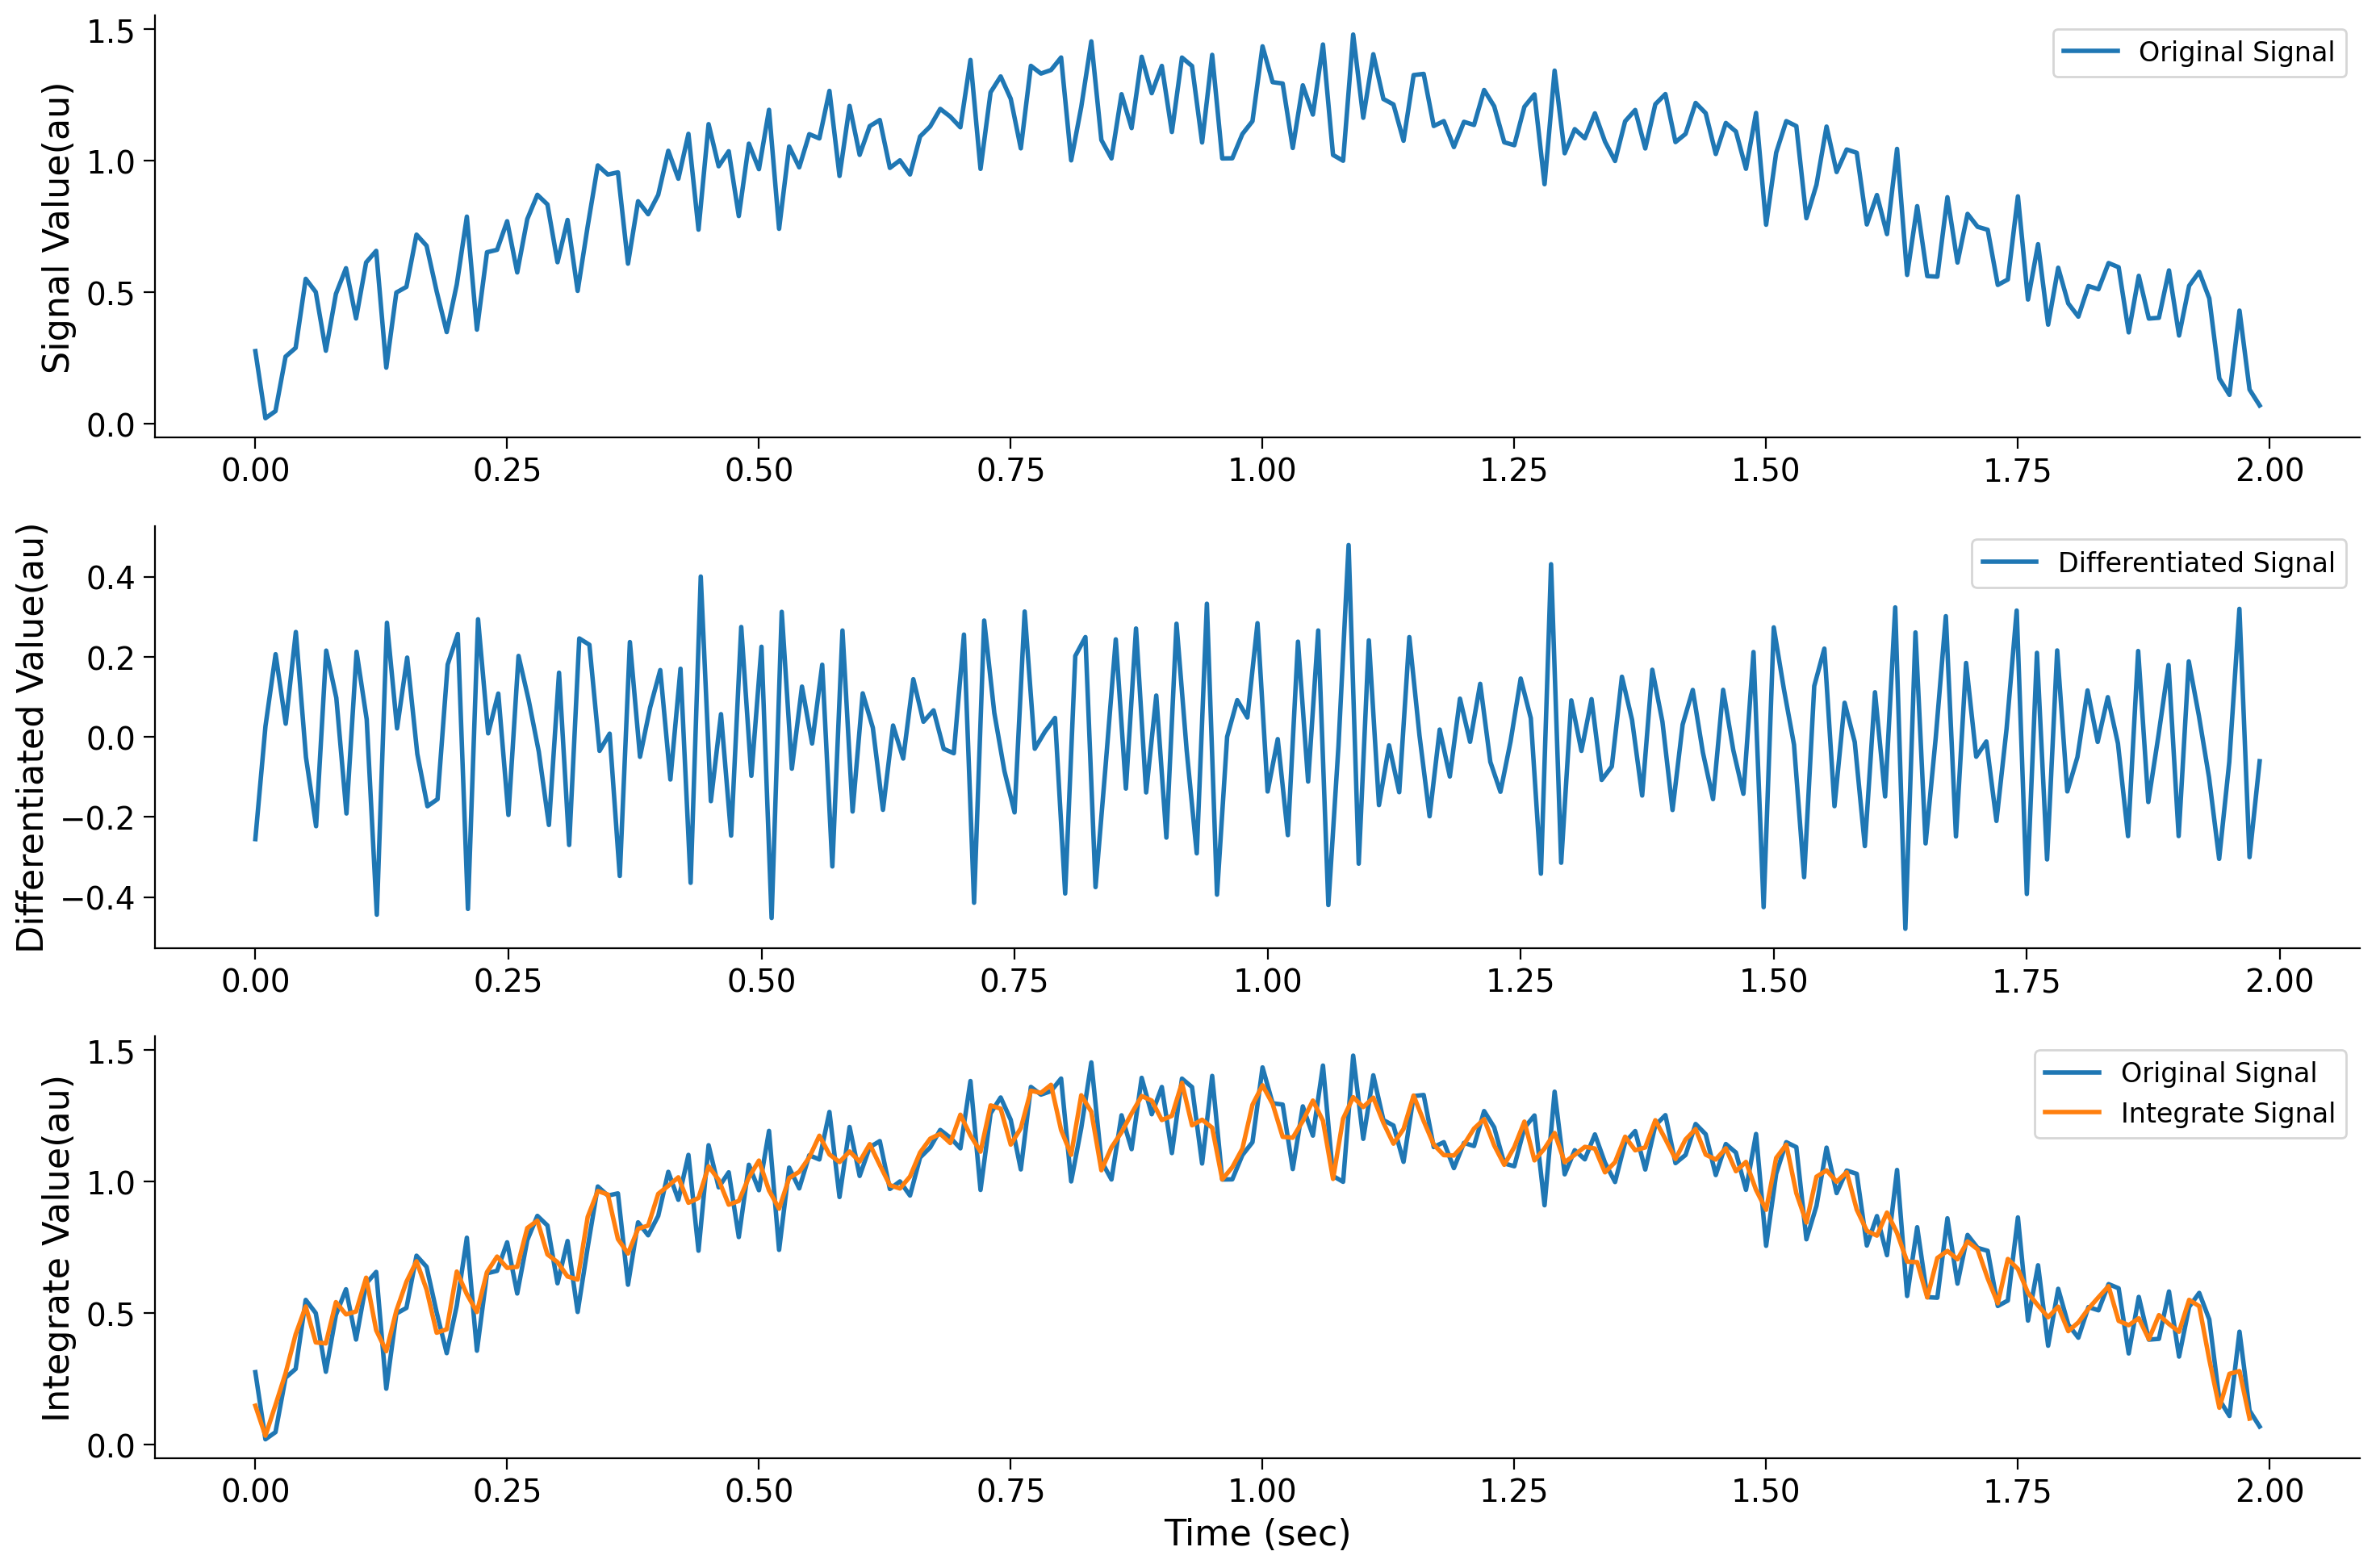 Signal Value(au)
1.5
1.0
0.5
0.0
Original Signal
0.00 0.25 0.50 0.75 1.00 1.25 1.50 1.75 2.00
Differentiated Value(au)
0.4
0.2
0.0
−0.2
−0.4
Differentiated Signal
0.00 0.25 0.50 0.75 1.00 1.25 1.50 1.75 2.00
Integrate Value(au)
1.5
1.0
0.5
0.0
Original Signal
Integrate Signal
0.00 0.25 0.50 0.75 1.00 1.25 1.50 1.75 2.00
Time (sec)